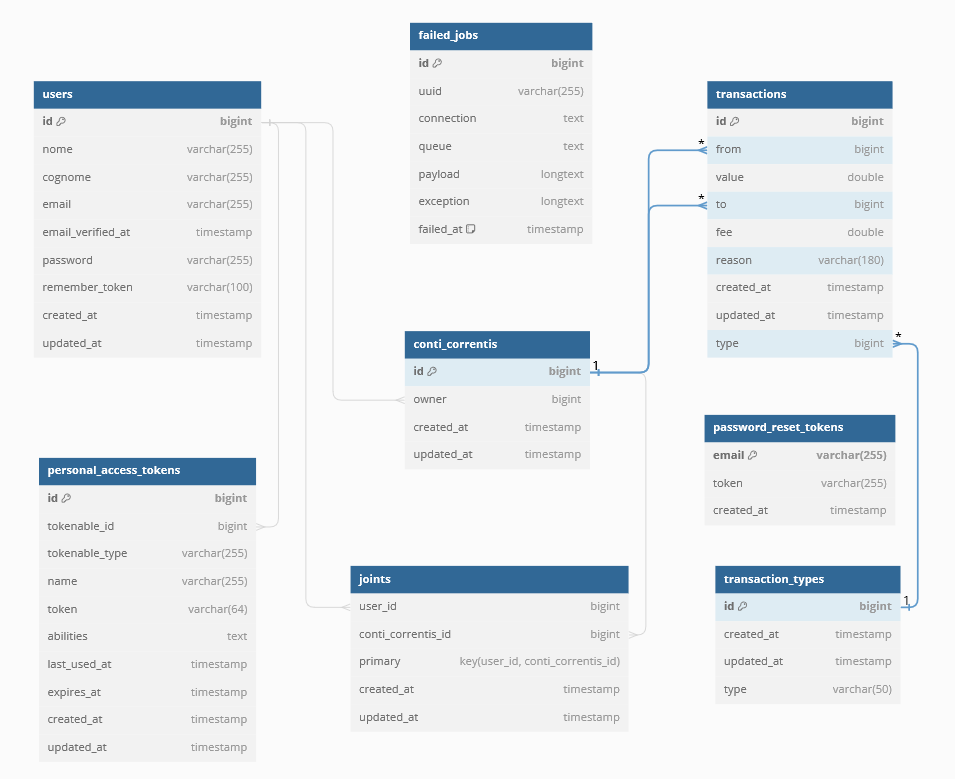 failed_jobs
id bigint
uuid varchar(255)
connection text
queue text
payload longtext
exception longtext
failed_at timestamp
users
id bigint
nome varchar(255)
cognome varchar(255)
email varchar(255)
email_verified_at timestamp
password varchar(255)
remember_token varchar(100)
created_at timestamp
updated_at timestamp
transactions
id bigint
* from bigint
value double
* to bigint
fee double
reason varchar(180)
created_at timestamp
updated_at timestamp
type bigint *
conti_correntis
id bigint 1
owner bigint
created_at timestamp
updated_at timestamp
password_reset_tokens
email varchar(255)
token varchar(255)
created_at timestamp
personal_access_tokens
id bigint
tokenable_id bigint
tokenable_type varchar(255)
name varchar(255)
token varchar(64)
abilities text
last_used_at timestamp
expires_at timestamp
created_at timestamp
updated_at timestamp
joints
user_id bigint
conti_correntis_id bigint
primary key(user_id, conti_correntis_id)
created_at timestamp
updated_at timestamp
transaction_types
id bigint 1
created_at timestamp
updated_at timestamp
type varchar(50)